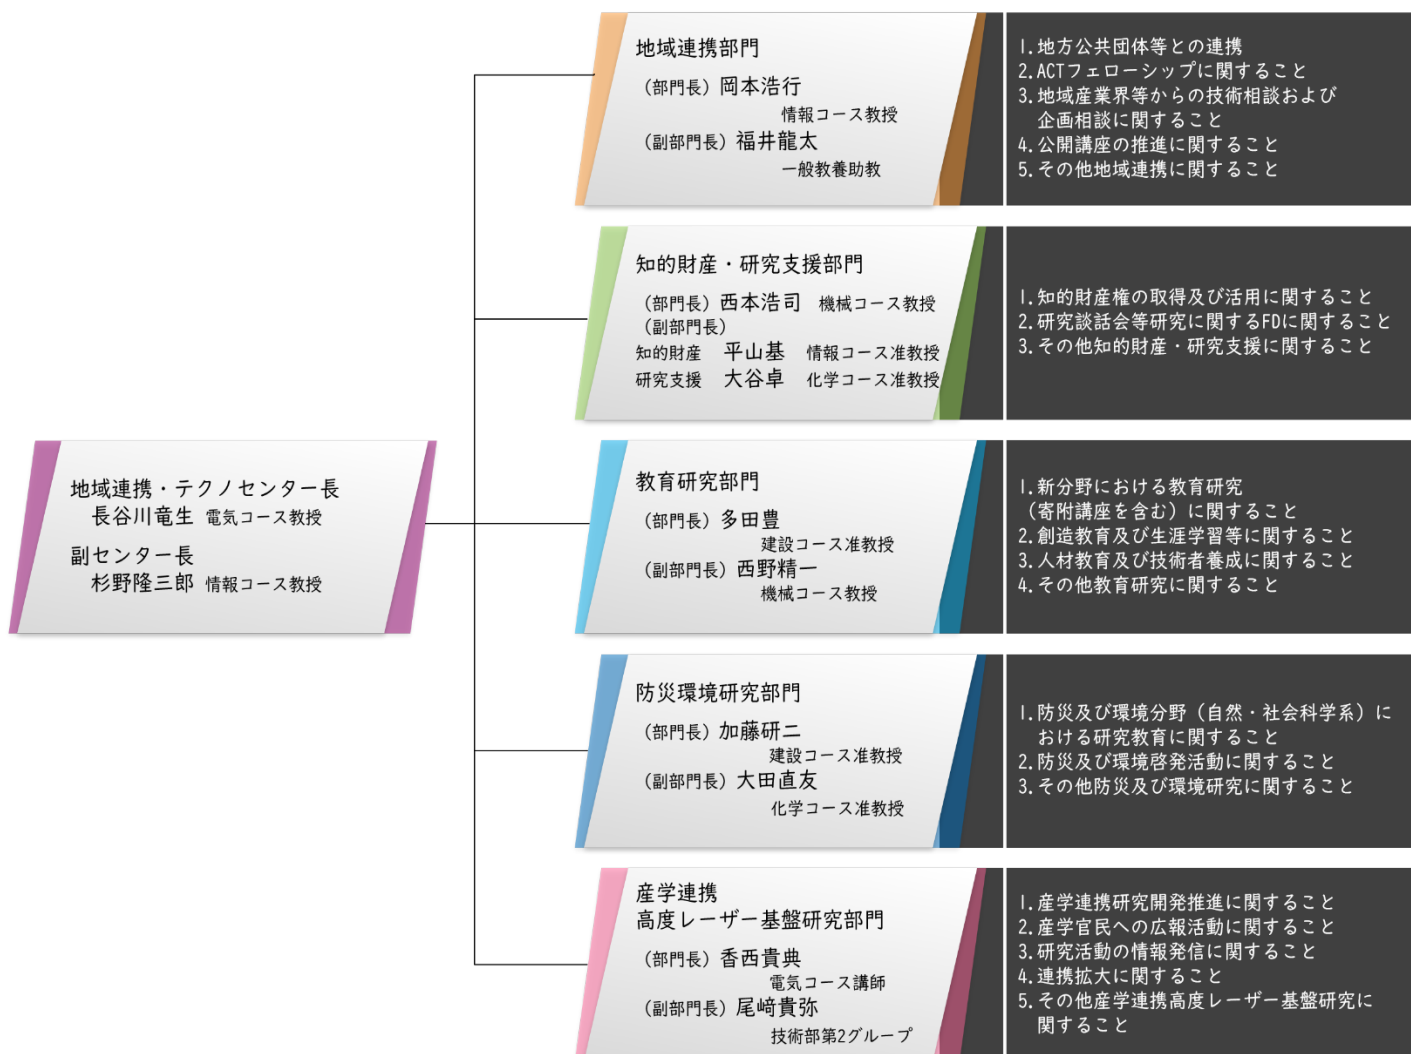 地域連携・テクノセンター長
長谷川竜生 電気コース教授
副センター長
杉野隆三郎 情報コース教授
地域連携部門
（部門長）岡本浩行
情報コース教授
（副部門長）福井龍太
一般教養助教
1.地方公共団体等との連携
2.ACTフェローシップに関すること
3.地域産業界等からの技術相談および
企画相談に関すること
4.公開講座の推進に関すること
5.その他地域連携に関すること
知的財産・研究支援部門
（部門長）西本浩司 機械コース教授
（副部門長）
知的財産 平山基 情報コース准教授
研究支援 大谷卓 化学コース准教授
1.知的財産権の取得及び活用に関すること
2.研究談話会等研究に関するFDに関すること
3.その他知的財産・研究支援に関すること
教育研究部門
（部門長）多田豊
建設コース准教授
（副部門長）西野精一
機械コース教授
1.新分野における教育研究
（寄附講座を含む）に関すること
2.創造教育及び生涯学習等に関すること
3.人材教育及び技術者養成に関すること
4.その他教育研究に関すること
防災環境研究部門
（部門長）加藤研二
建設コース准教授
（副部門長）大田直友
化学コース准教授
1.防災及び環境分野（自然・社会科学系）に
おける研究教育に関すること
2.防災及び環境啓発活動に関すること
3.その他防災及び環境研究に関すること
産学連携
高度レーザー基盤研究部門
（部門長）香西貴典
電気コース講師
（副部門長）尾﨑貴弥
技術部第2グループ
1.産学連携研究開発推進に関すること
2.産学官民への広報活動に関すること
3.研究活動の情報発信に関すること
4.連携拡大に関すること
5.その他産学連携高度レーザー基盤研究に
関すること